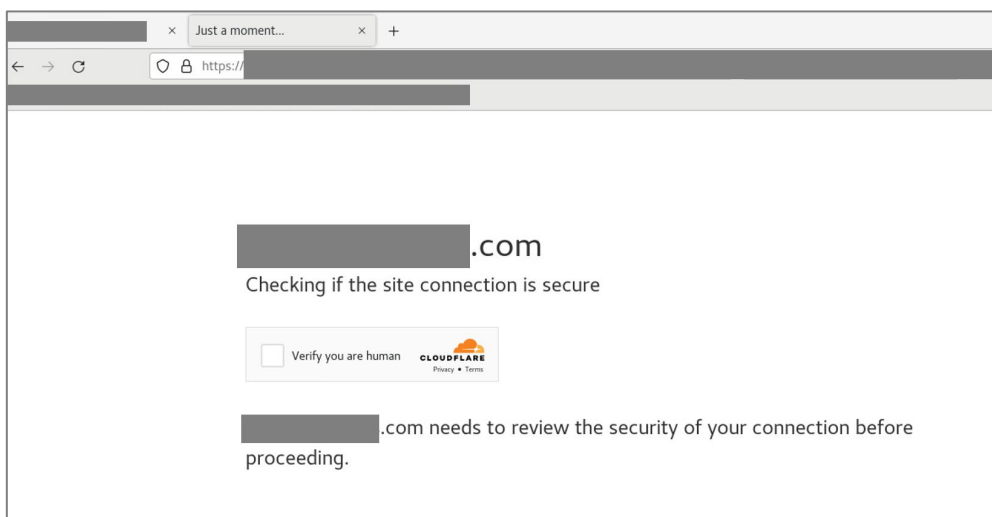 Just a moment...
https://
.com
Checking if the site connection is secure
Verify you are human
CLOUDFLARE
Privacy • Terms
.com needs to review the security of your connection before
proceeding.